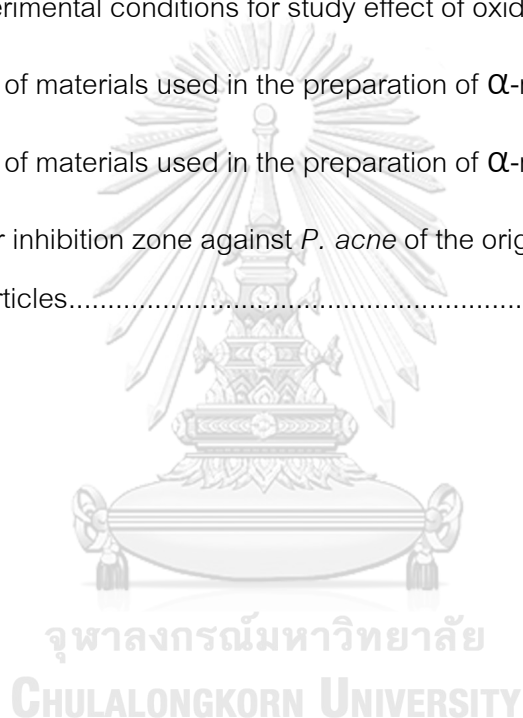 erimental conditions for study effect of oxid
of materials used in the preparation of α-
of materials used in the preparation of α-
r inhibition zone against P. acne of the orig
rticles............................................................
จุฬาลงกรณ์มหาวิทยาลัย
CHULALONGKORN UNIVERSITY